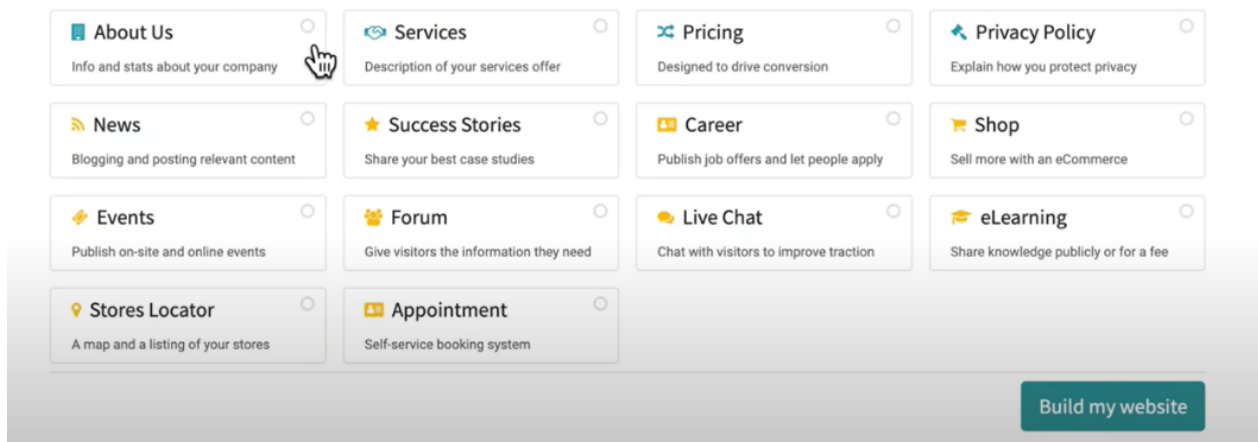 About Us
Info and stats about your company
Services
Description of your services offer
Pricing
Designed to drive conversion
Privacy Policy
Explain how you protect privacy
News
Blogging and posting relevant content
Success Stories
Share your best case studies
Career
Publish job offers and let people apply
Shop
Sell more with an eCommerce
Events
Publish on-site and online events
Forum
Give visitors the information they need
Live Chat
Chat with visitors to improve traction
eLearning
Share knowledge publicly or for a fee
Stores Locator
A map and a listing of your stores
Appointment
Self-service booking system
Build my website